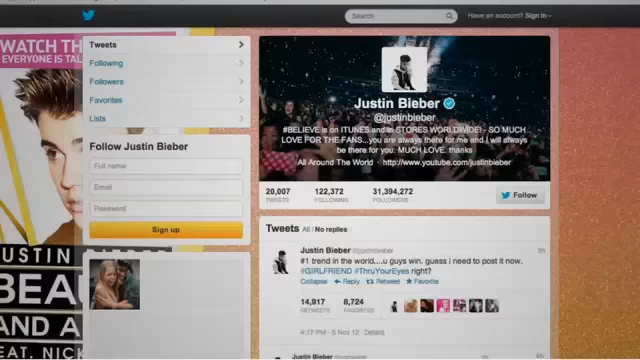 Search
Have an account? Sign in
WATCH TH
EVERYONE IS TAL
Tweets
Following
Followers
Favorites
Lists
Follow Justin Bieber
Full name
Email
Password
Sign up
JUSTIN BIEBER
BEAU
AND A
FEAT. NICK
Justin Bieber
@justinbieber
#BELIEVE is on ITUNES and in STORES WORLDWIDE! - SO MUCH
LOVE FOR THE FANS...you are always there for me and I will always
be there for you. MUCH LOVE. thanks
All Around The World · http://www.youtube.com/justinbieber
20,007
TWEETS
122,372
FOLLOWING
31,394,272
FOLLOWERS
Follow
Tweets All / No replies
Justin Bieber @justinbieber
5h
#1 trend in the world....u guys win. guess i need to post it now.
#GIRLFRIEND #ThruYourEyes right?
Collapse Reply Retweet Favorite
14,917
RETWEETS
8,724
FAVORITES
4:17 PM - 5 Nov 12 · Details
Justin Bieber